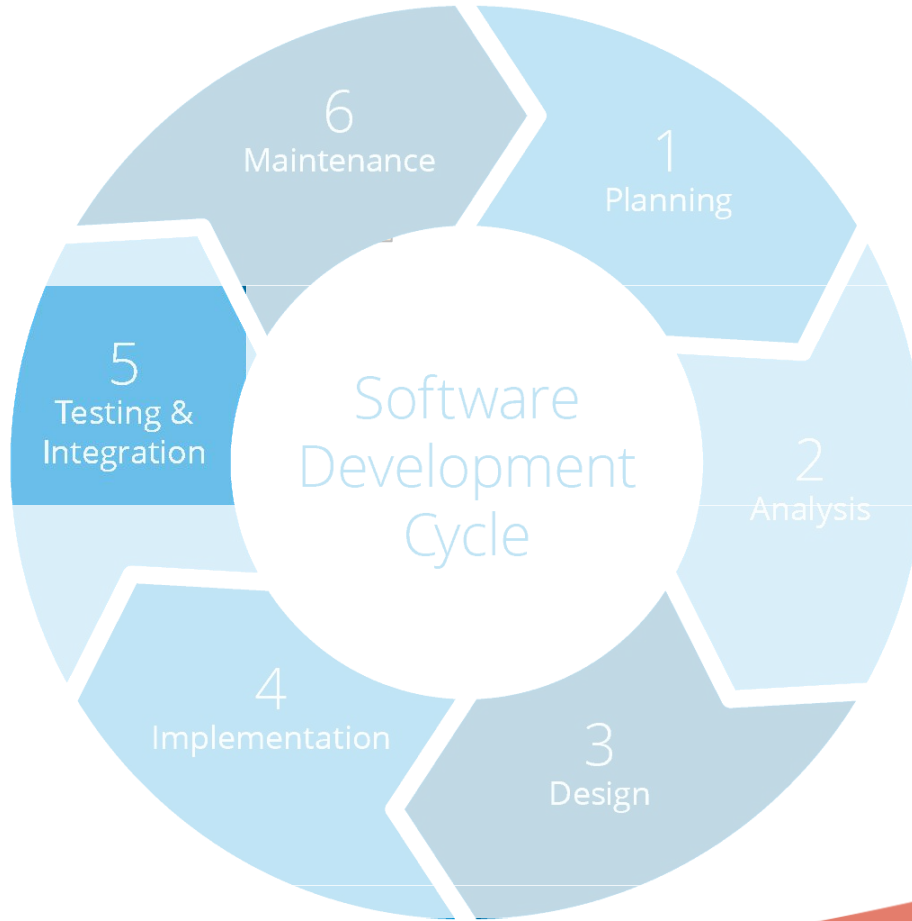 6
Maintenance
1
Planning
5
Testing &
Integration
Software
Development
Cycle
2
Analysis
4
Implementation
3
Design